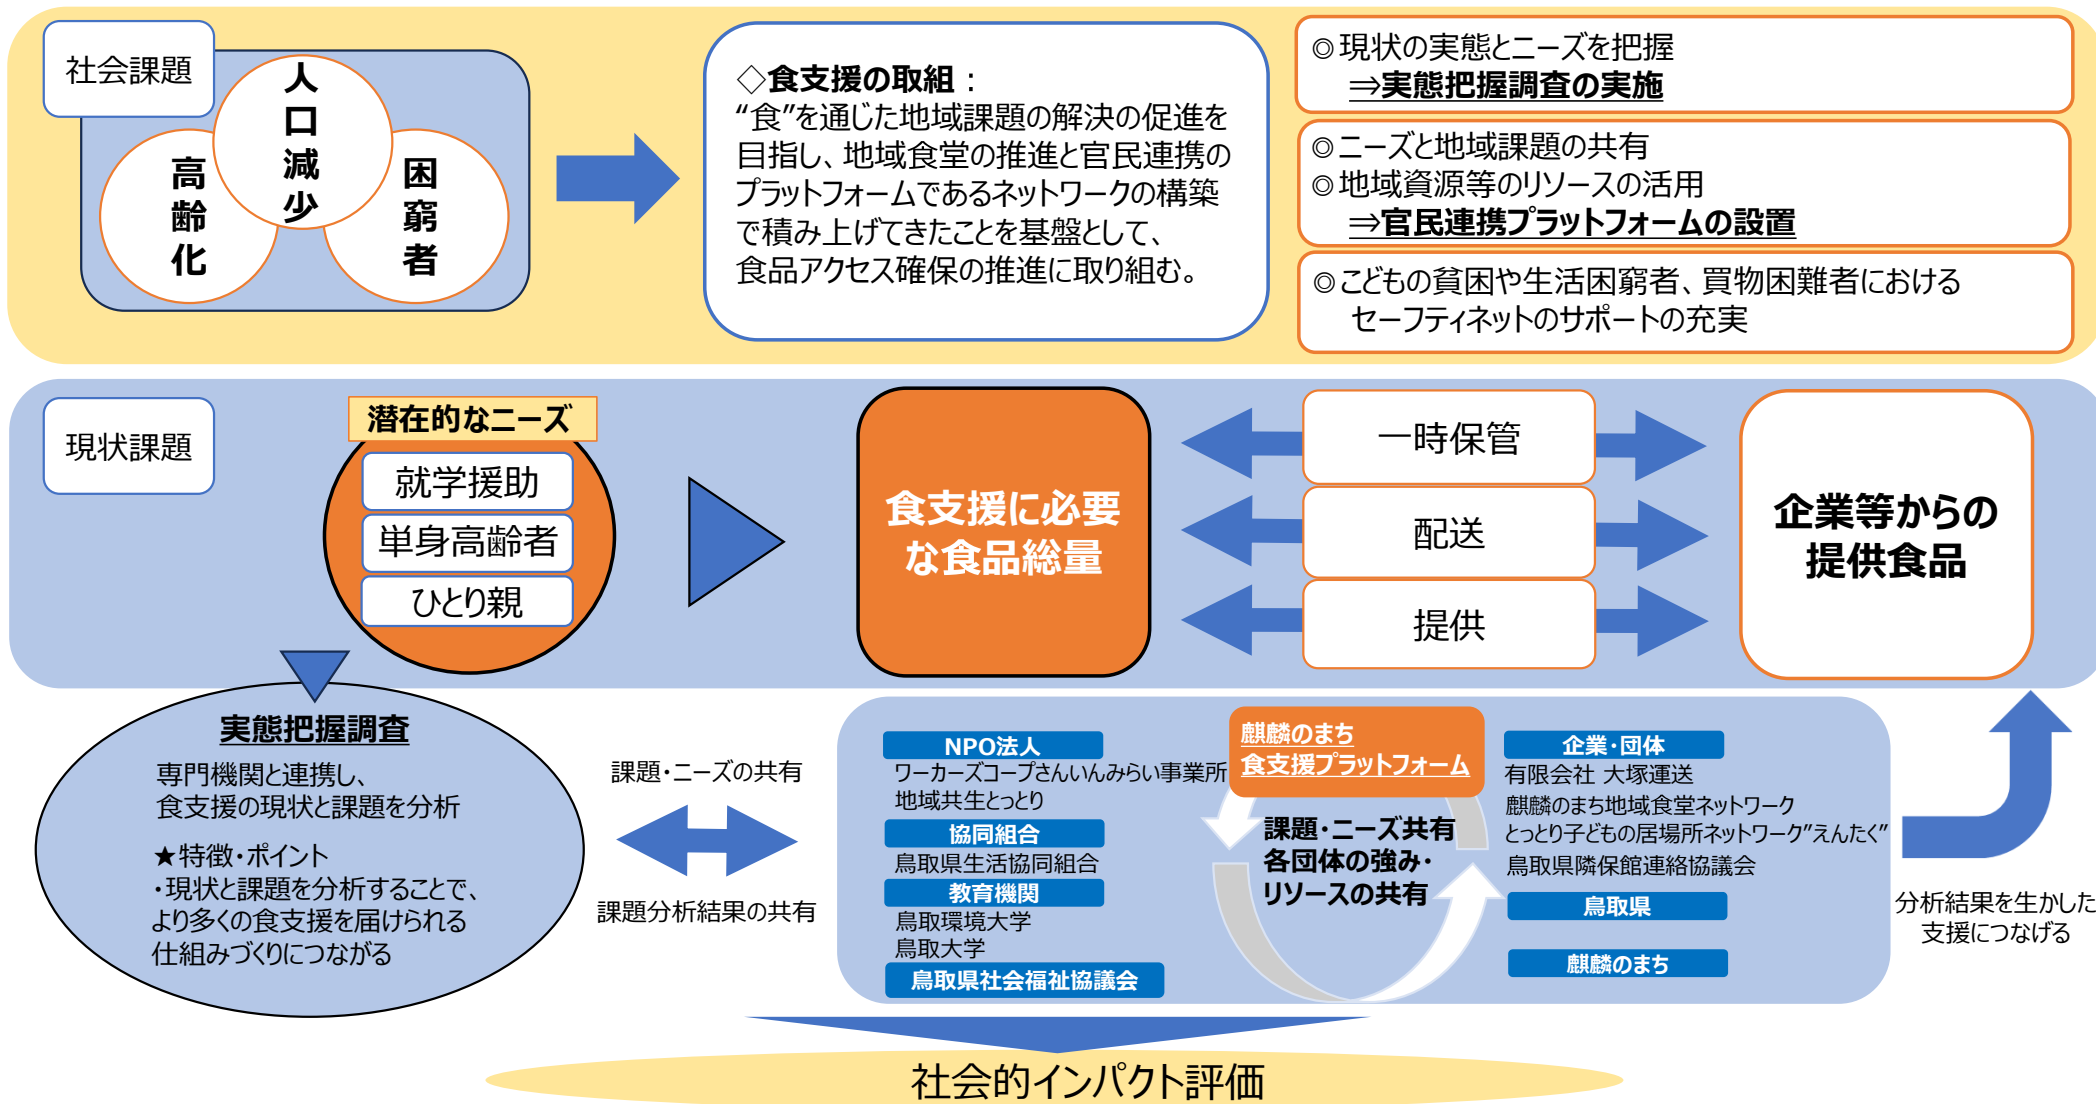 社会課題
人口減少
高齢化
困窮者
◇食支援の取組：
“食”を通じた地域課題の解決の促進を
目指し、地域食堂の推進と官民連携の
プラットフォームであるネットワークの構築
で積み上げてきたことを基盤として、
食品アクセス確保の推進に取り組む。
◎現状の実態とニーズを把握
⇒実態把握調査の実施
◎ニーズと地域課題の共有
◎地域資源等のリソースの活用
⇒官民連携プラットフォームの設置
◎こどもの貧困や生活困窮者、買物困難者における
セーフティネットのサポートの充実
現状課題
潜在的なニーズ
就学援助
単身高齢者
ひとり親
食支援に必要
な食品総量
一時保管
配送
提供
企業等からの
提供食品
実態把握調査
専門機関と連携し、
食支援の現状と課題を分析
★特徴・ポイント
・現状と課題を分析することで、
より多くの食支援を届けられる
仕組みづくりにつながる
課題・ニーズの共有
課題分析結果の共有
NPO法人
ワーカーズコープさんいんみらい事業所
地域共生とっとり
協同組合
鳥取県生活協同組合
教育機関
鳥取環境大学
鳥取大学
鳥取県社会福祉協議会
麒麟のまち
食支援プラットフォーム
課題・ニーズ共有
各団体の強み・
リソースの共有
企業・団体
有限会社 大塚運送
麒麟のまち地域食堂ネットワーク
とっとり子どもの居場所ネットワーク”えんたく”
鳥取県隣保館連絡協議会
鳥取県
麒麟のまち
分析結果を生かした
支援につなげる
社会的インパクト評価